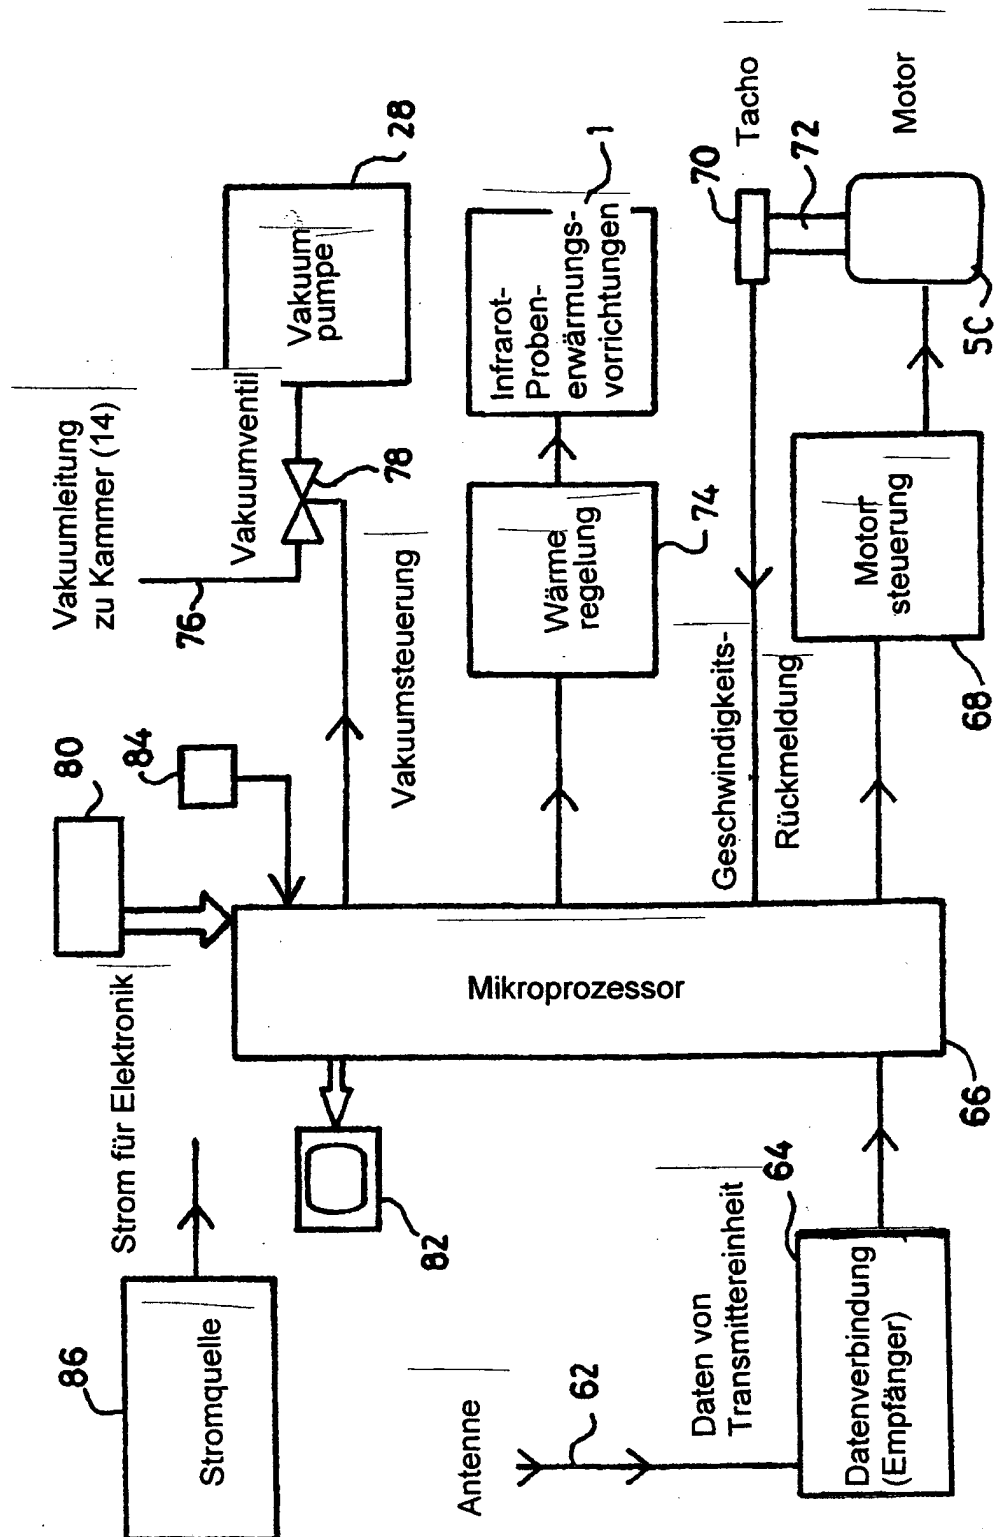 86
Stromquelle
Strom für Elektronik
80
84
82
Vakuumleitung
zu Kammer (14)
76
Vakuumventil
78
Vakuum
pumpe
28
Vakuumsteuerung
Mikroprozessor
66
Wärme
regelung
74
Infrarot-
Proben-
erwärmungs-
vorrichtungen
1
Geschwindigkeits-
Rückmeldung
70
Tacho
72
Motor
5C
Motorr
steuerung
68
Antenne
62
Daten von
Transmittereinheit
64
Datenverbindung
(Empfänger)